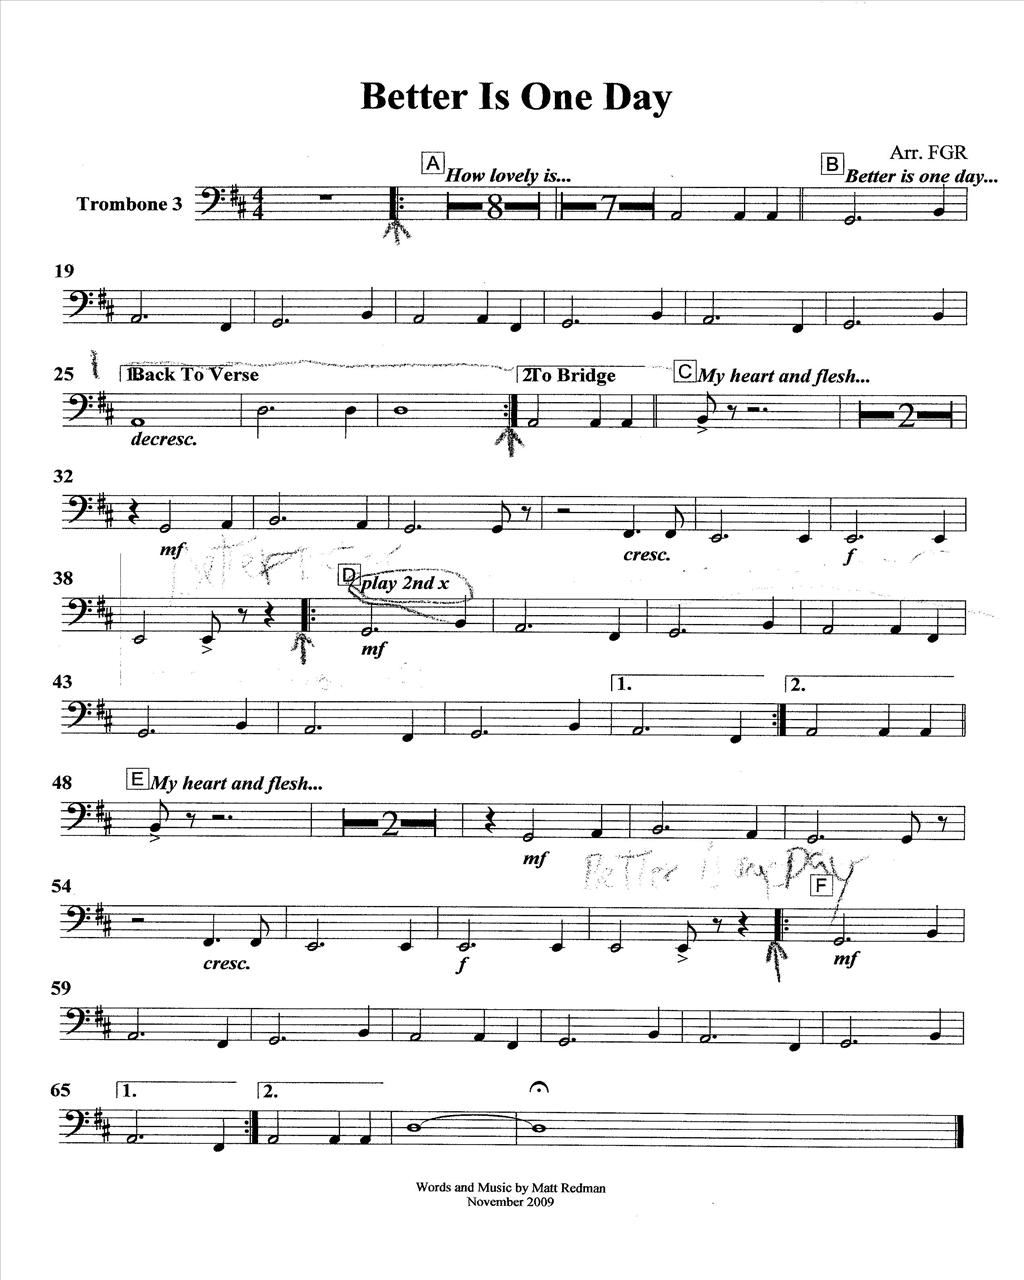 Better Is One Day
Arr. FGR
A How lovely is... B Better is one day...
Trombone 3 4 4 8 7
19
25 1. Back To Verse 2. To Bridge C My heart and flesh...
2
decresc.
32
mf cresc. f
Better
38 D play 2nd x
mf
43 1. 2.
48 E My heart and flesh...
2
mf
Better is one Day
54 F
cresc. f mf
59
65 1. 2.
Words and Music by Matt Redman
November 2009